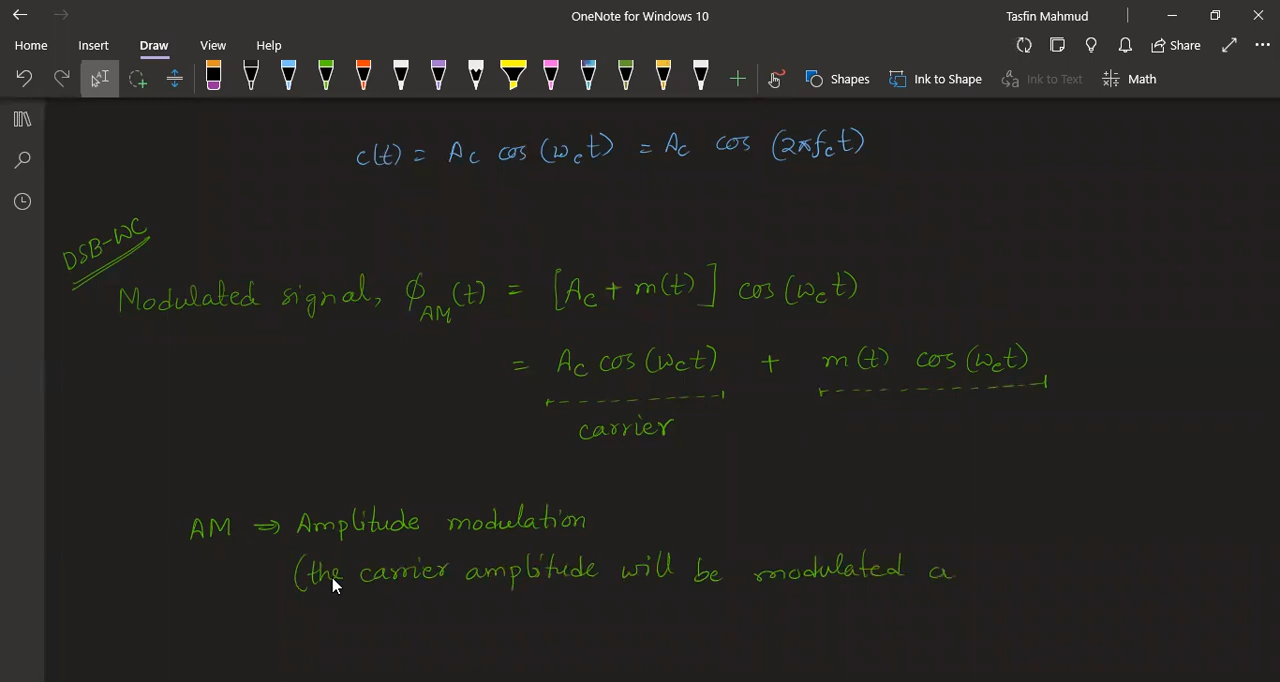 OneNote for Windows 10
Tasfin Mahmud
Home Insert Draw View Help
Share
Shapes Ink to Shape Ink to Text Math
c(t) = Ac cos (ωct) = Ac cos (2πfct)
DSB-WC
Modulated signal, ϕAM(t) = [Ac + m(t)] cos(ωct)
= Ac cos (ωct) + m(t) cos(ωct)
carrier
AM ⇒ Amplitude modulation
(the carrier amplitude will be modulated a